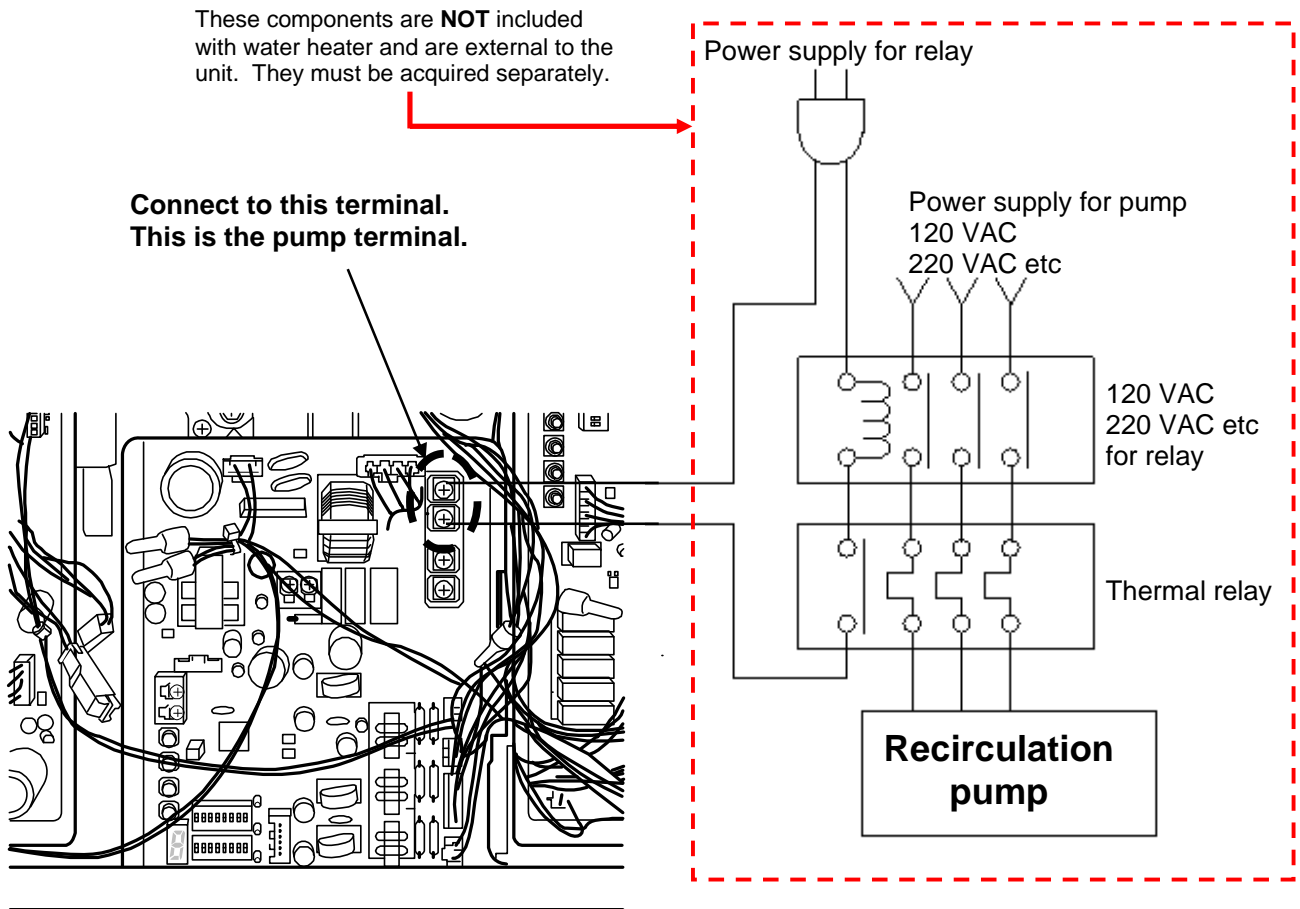 These components are NOT included
with water heater and are external to the
unit. They must be acquired separately.
Power supply for relay
Connect to this terminal.
This is the pump terminal.
Power supply for pump
120 VAC
220 VAC etc
120 VAC
220 VAC etc
for relay
Thermal relay
Recirculation
pump